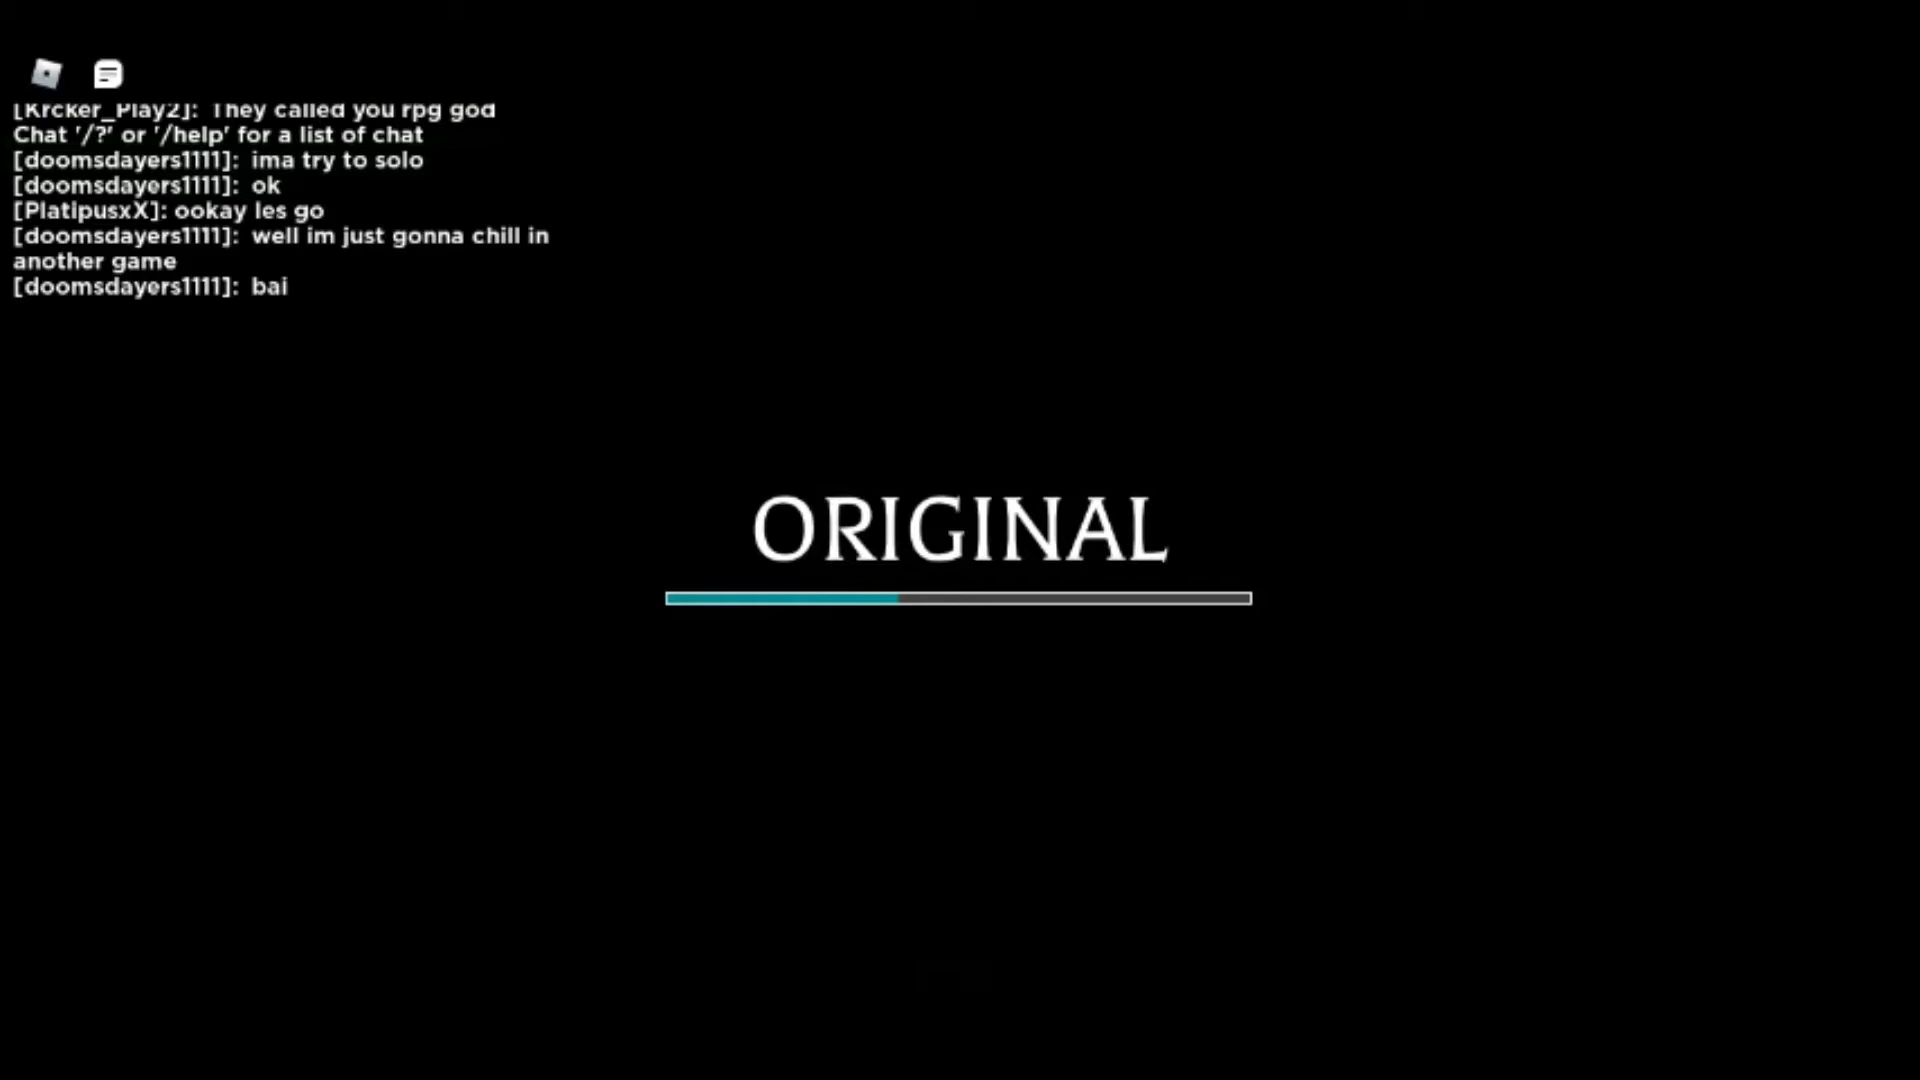 [Krcker_Play2]: They called you rpg god
Chat '/?' or '/help' for a list of chat
[doomsdayers1111]: ima try to solo
[doomsdayers1111]: ok
[PlatipusxX]: ookay les go
[doomsdayers1111]: well im just gonna chill in
another game
[doomsdayers1111]: bai
ORIGINAL